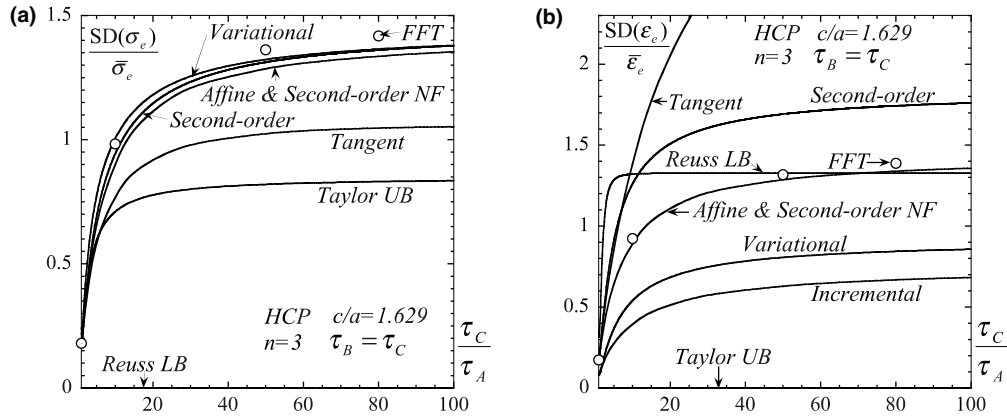 (a)
SD(σe)
σ̄e
Variational
FFT
Affine & Second-order NF
Second-order
Tangent
Taylor UB
HCP c/a=1.629
n=3 τB = τC
Reuss LB
1.5
1
0.5
0
20 40 60 80 100
τC
τA
(b)
SD(εe)
ε̄e
HCP c/a=1.629
n=3 τB = τC
Tangent
Second-order
Reuss LB
FFT
Affine & Second-order NF
Variational
Incremental
Taylor UB
2
1.5
1
0.5
0
20 40 60 80 100
τC
τA